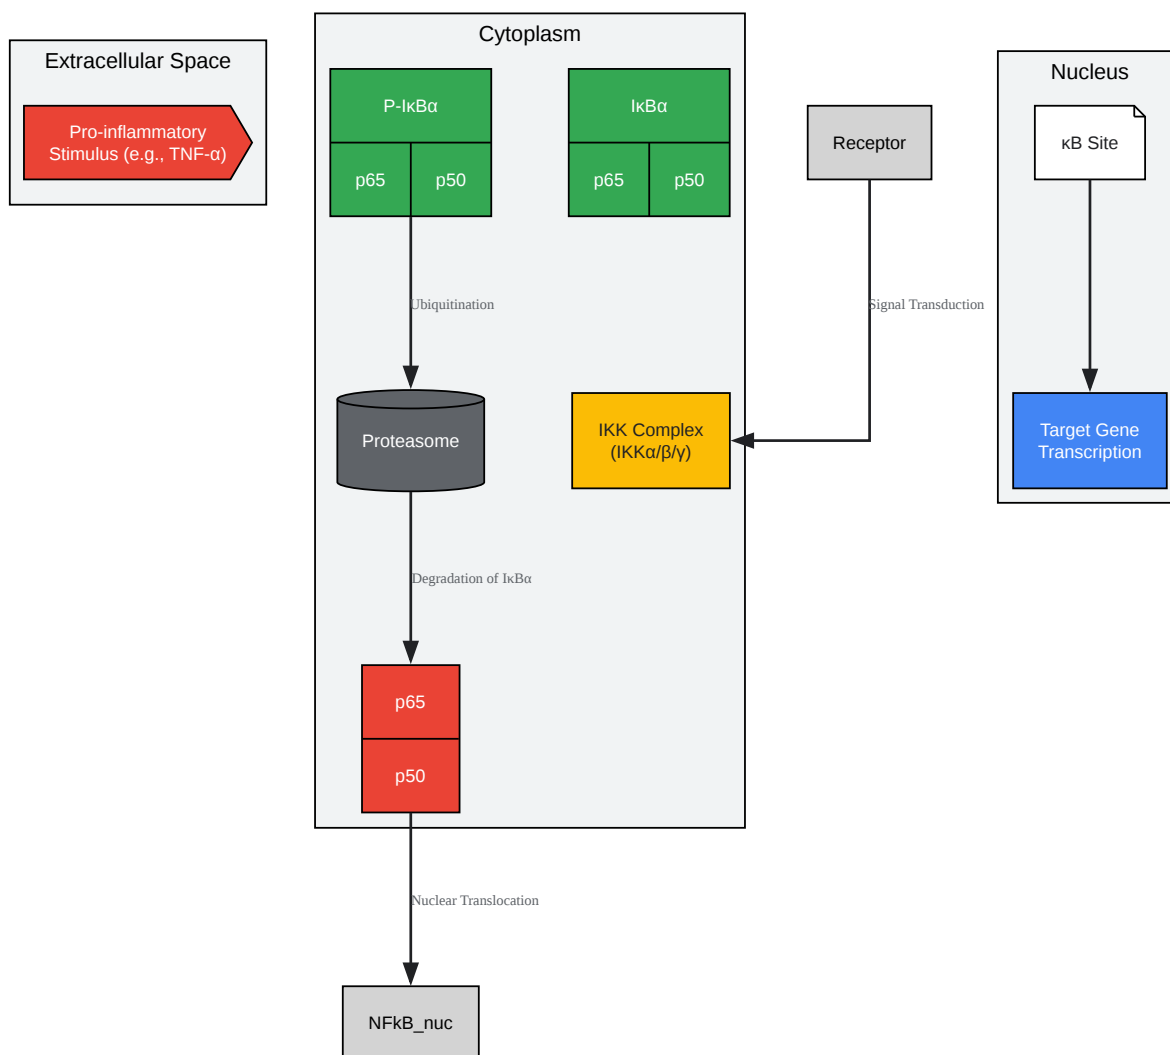 Extracellular Space
Pro-inflammatory
Stimulus (e.g., TNF-α)
Cytoplasm
P-IκBα
p65
p50
IκBα
p65
p50
Ubiquitination
Proteasome
IKK Complex
(IKKα/β/γ)
Degradation of IκBα
p65
p50
Nuclear Translocation
NFkB_nuc
Receptor
Signal Transduction
Nucleus
κB Site
Target Gene
Transcription